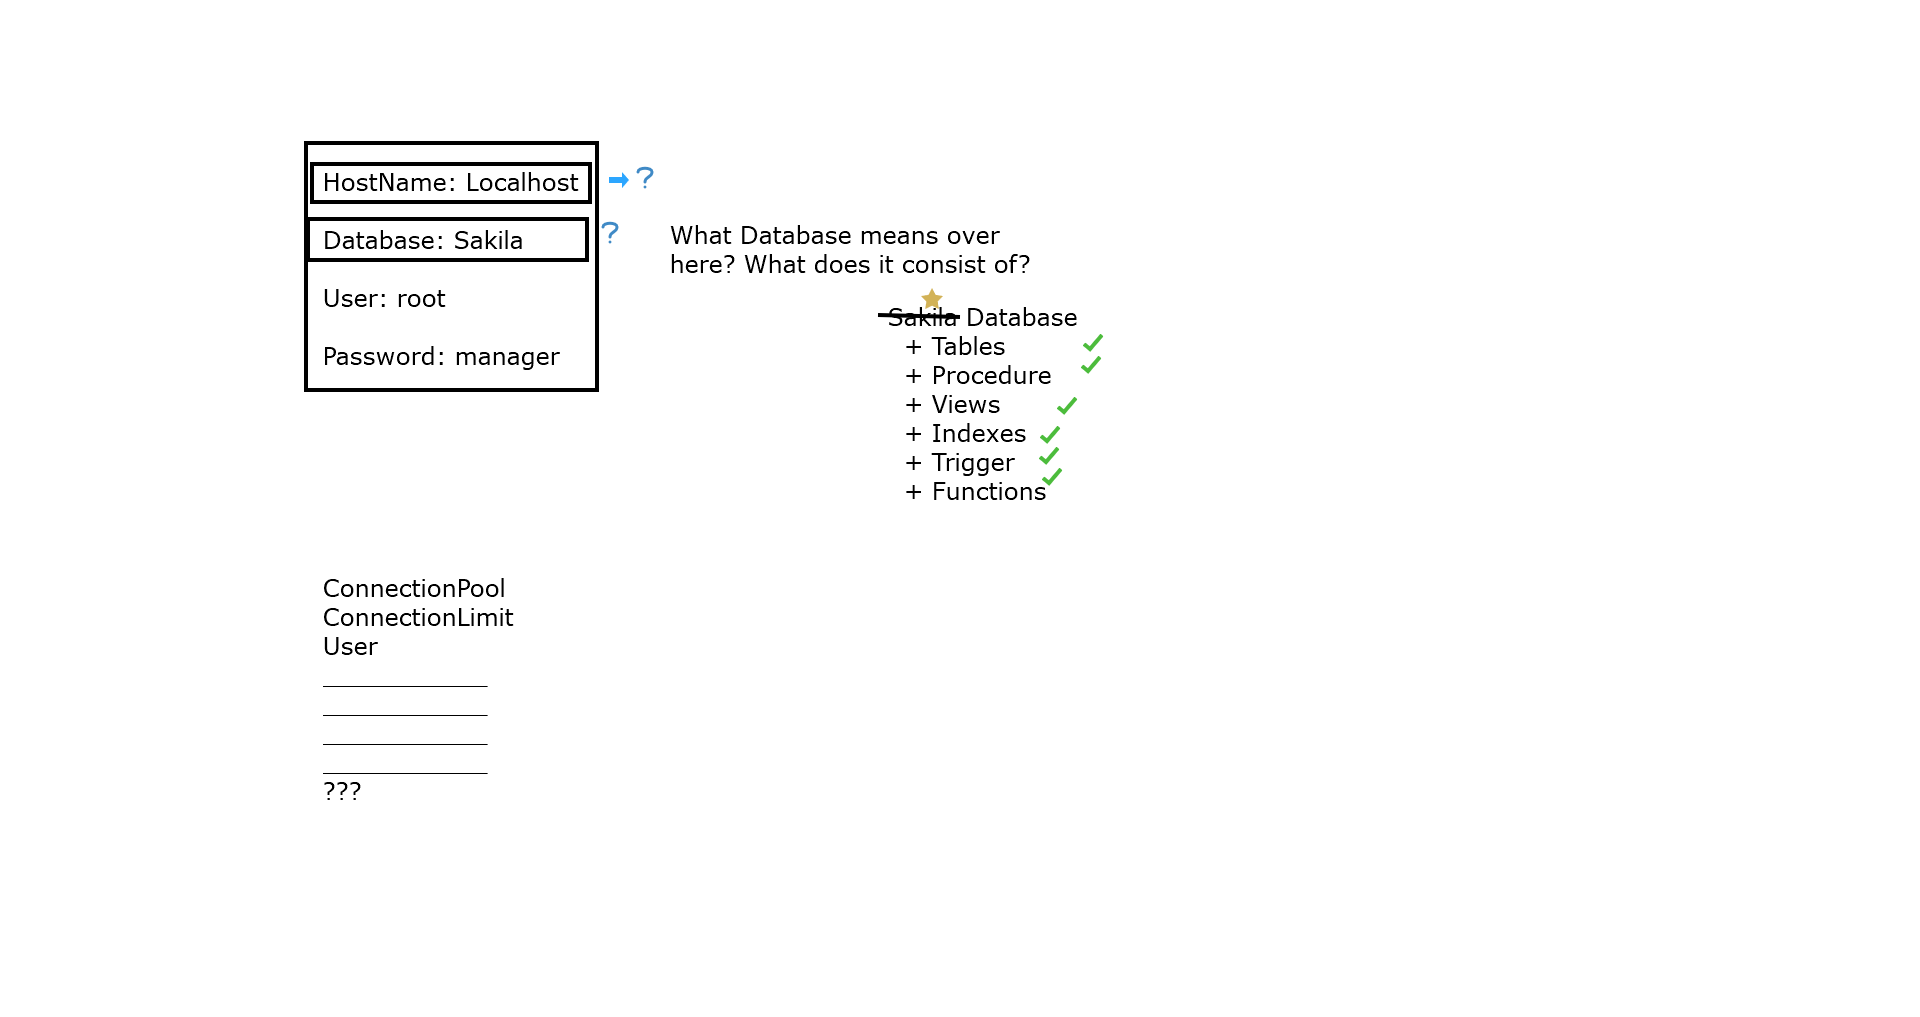 HostName: Localhost
?
Database: Sakila
?
User: root
Password: manager
What Database means over
here? What does it consist of?
Sakila Database
+ Tables
+ Procedure
+ Views
+ Indexes
+ Trigger
+ Functions
ConnectionPool
ConnectionLimit
User
???